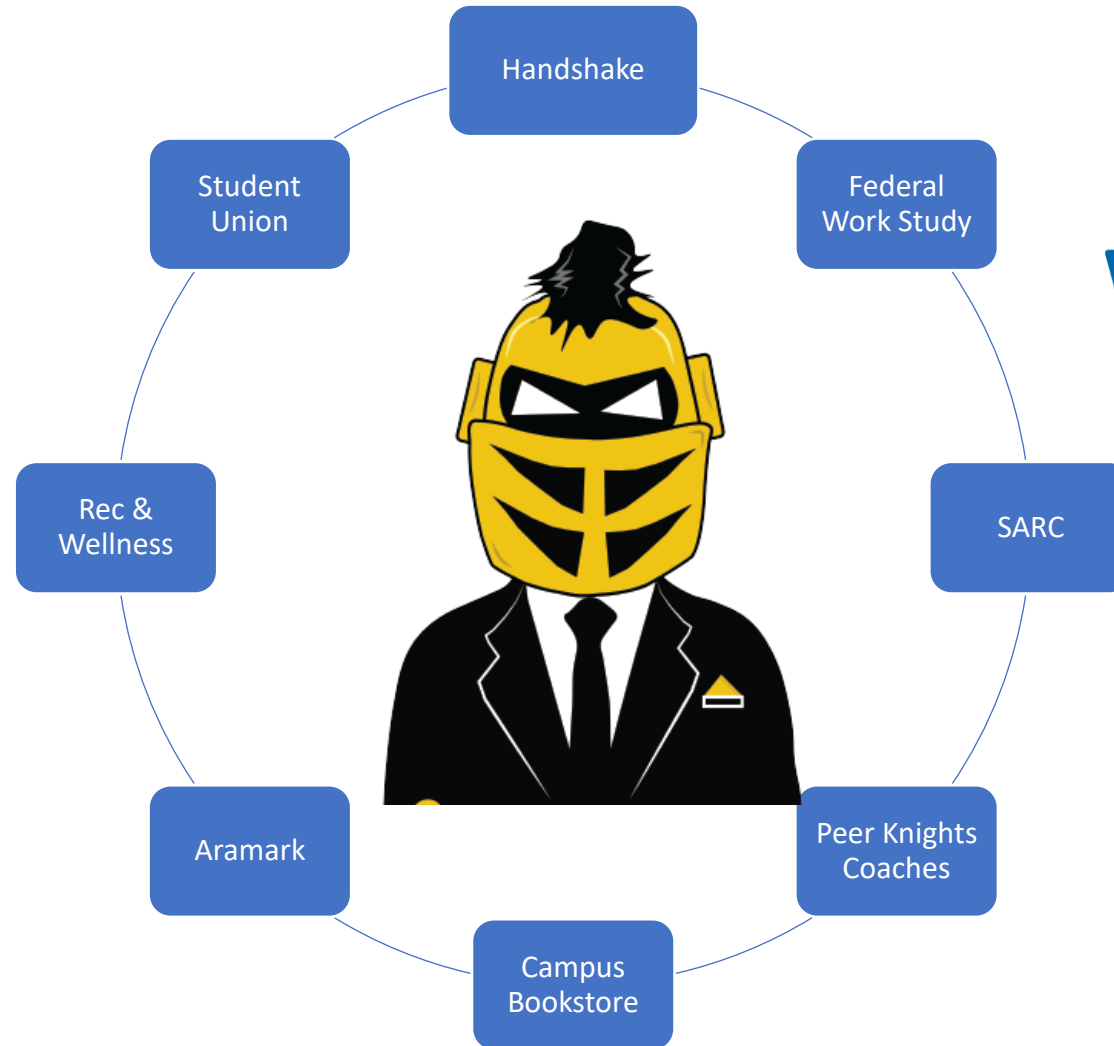 Handshake
Federal
Work Study
SARC
Peer Knights
Coaches
Campus
Bookstore
Aramark
Rec &
Wellness
Student
Union